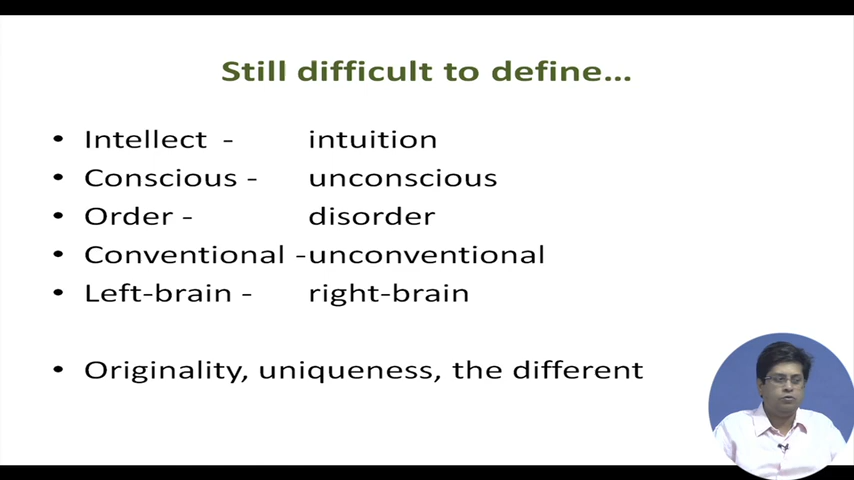 Still difficult to define...
• Intellect - intuition
• Conscious - unconscious
• Order - disorder
• Conventional -unconventional
• Left-brain - right-brain
• Originality, uniqueness, the different